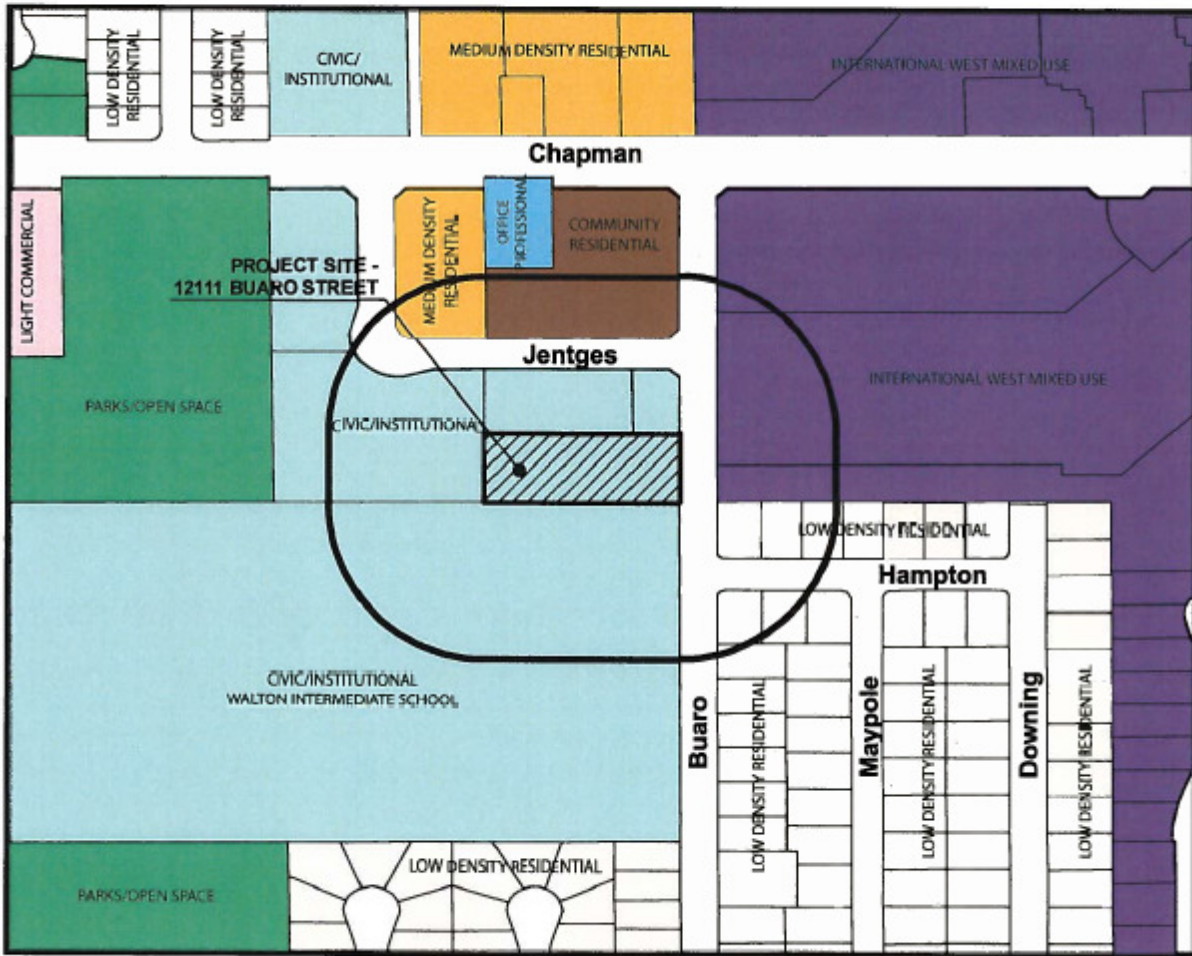 LOW DENSITY
RESIDENTIAL
LOW DENSITY
RESIDENTIAL
CIVIC/
INSTITUTIONAL
MEDIUM DENSITY RESIDENTIAL
INTERNATIONAL WEST MIXED USE
Chapman
LIGHT COMMERCIAL
PROJECT SITE -
12111 BUARO STREET
MEDIUM DENSITY
RESIDENTIAL
OFFICE
PROFESSIONAL
COMMUNITY
RESIDENTIAL
Jentges
PARKS/OPEN SPACE
CIVIC/INSTITUTIONAL
INTERNATIONAL WEST MIXED USE
LOW DENSITY RESIDENTIAL
Hampton
CIVIC/INSTITUTIONAL
WALTON INTERMEDIATE SCHOOL
Buaro
LOW DENSITY RESIDENTIAL
Maypole
LOW DENSITY RESIDENTIAL
Downing
LOW DENSITY RESIDENTIAL
LOW DENSITY RESIDENTIAL
PARKS/OPEN SPACE